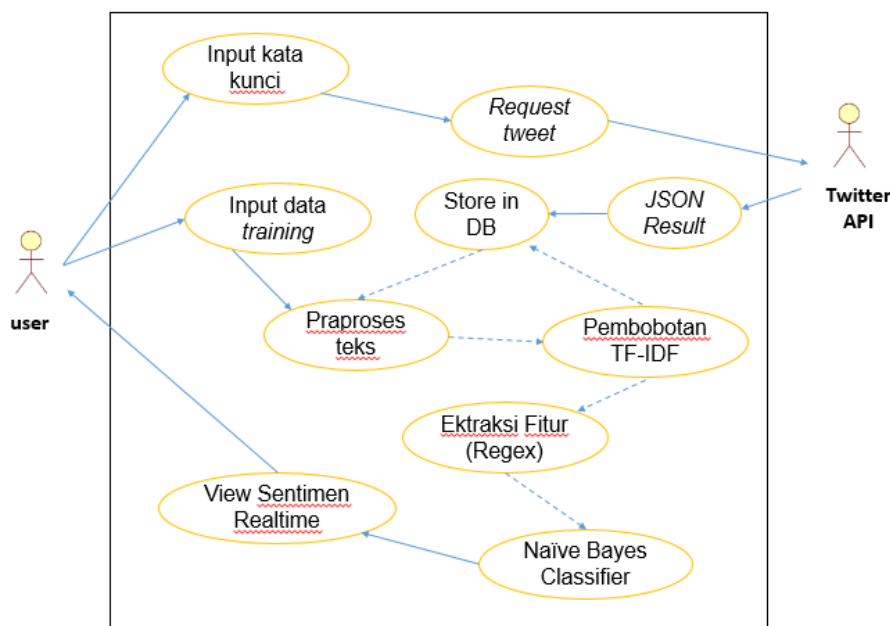 Input kata
kunci
Request
tweet
Twitter
API
Input data
training
Store in
DB
JSON
Result
user
Praproses
teks
Pembobotan
TF-IDF
Ektraksi Fitur
(Regex)
View Sentimen
Realtime
Naïve Bayes
Classifier